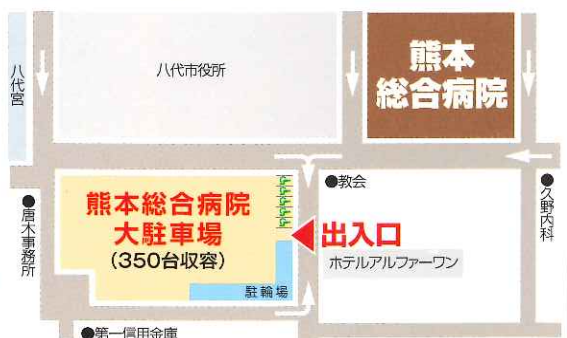 八代宮
八代市役所
熊本
総合病院
唐木事務所
熊本総合病院
大駐車場
(350台収容)
駐輪場
出入口
教会
ホテルアルファーワン
久野内科
第一信用金庫